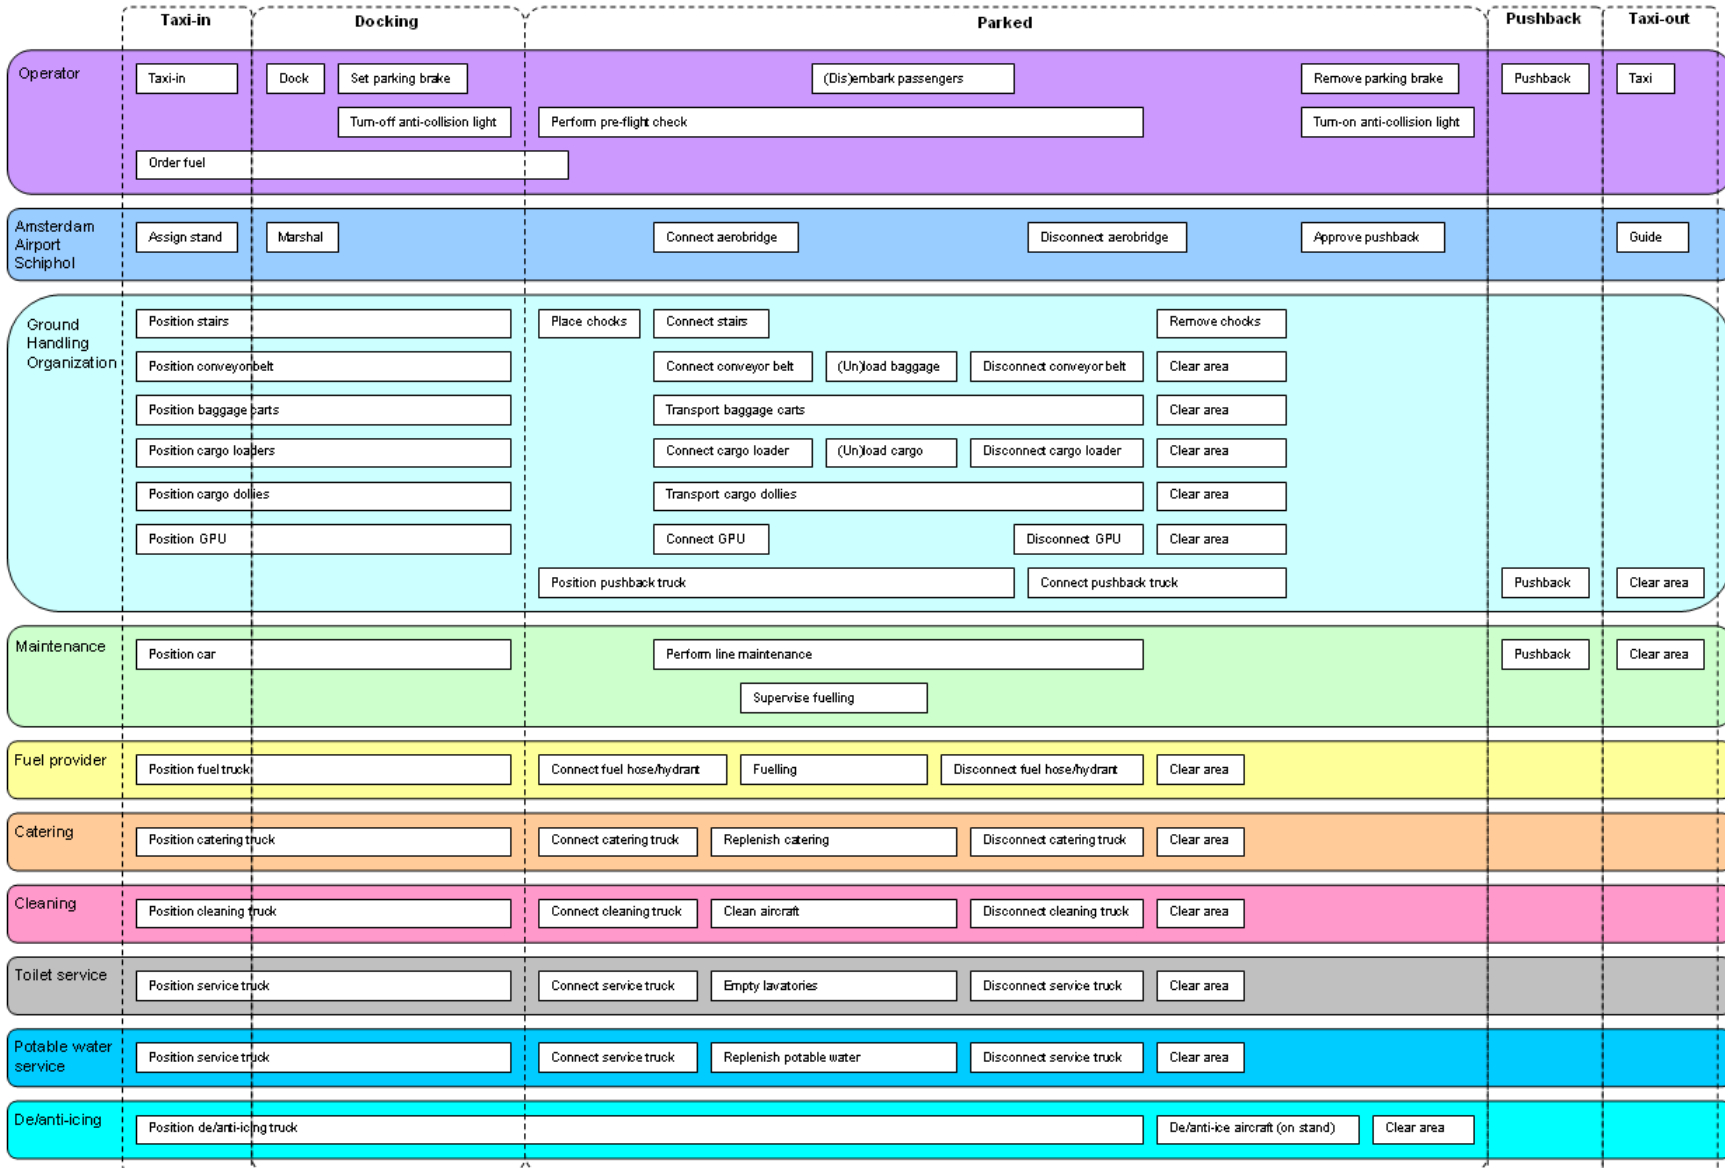 Taxi-in Docking Parked Pushback Taxi-out
Operator
Taxi-in Dock Set parking brake (Dis)embark passengers Remove parking brake Pushback Taxi
Turn-off anti-collision light Perform pre-flight check Turn-on anti-collision light
Order fuel
Amsterdam
Airport
Schiphol
Assign stand Marshal Connect aerobridge Disconnect aerobridge Approve pushback Guide
Ground
Handling
Organization
Position stairs Place chocks Connect stairs Remove chocks
Position conveyorbelt Connect conveyor belt (Un)load baggage Disconnect conveyor belt Clear area
Position baggage carts Transport baggage carts Clear area
Position cargo loaders Connect cargo loader (Un)load cargo Disconnect cargo loader Clear area
Position cargo dollies Transport cargo dollies Clear area
Position GPU Connect GPU Disconnect GPU Clear area
Position pushback truck Connect pushback truck Pushback Clear area
Maintenance
Position car Perform line maintenance Pushback Clear area
Supervise fuelling
Fuel provider
Position fuel truck Connect fuel hose/hydrant Fuelling Disconnect fuel hose/hydrant Clear area
Catering
Position catering truck Connect catering truck Replenish catering Disconnect catering truck Clear area
Cleaning
Position cleaning truck Connect cleaning truck Clean aircraft Disconnect cleaning truck Clear area
Toilet service
Position service truck Connect service truck Empty lavatories Disconnect service truck Clear area
Potable water
service
Position service truck Connect service truck Replenish potable water Disconnect service truck Clear area
De/anti-icing
Position de/anti-icing truck De/anti-ice aircraft (on stand) Clear area